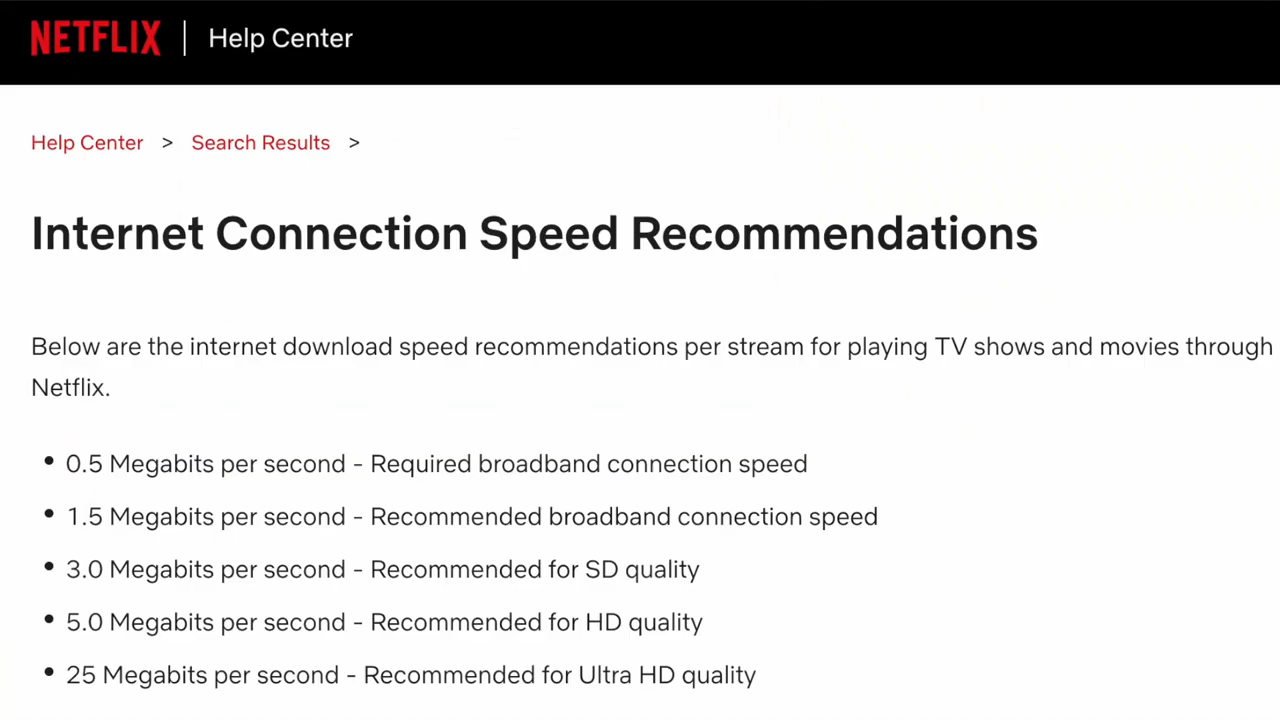 NETFLIX | Help Center
Help Center > Search Results >
Internet Connection Speed Recommendations
Below are the internet download speed recommendations per stream for playing TV shows and movies through
Netflix.
• 0.5 Megabits per second - Required broadband connection speed
• 1.5 Megabits per second - Recommended broadband connection speed
• 3.0 Megabits per second - Recommended for SD quality
• 5.0 Megabits per second - Recommended for HD quality
• 25 Megabits per second - Recommended for Ultra HD quality